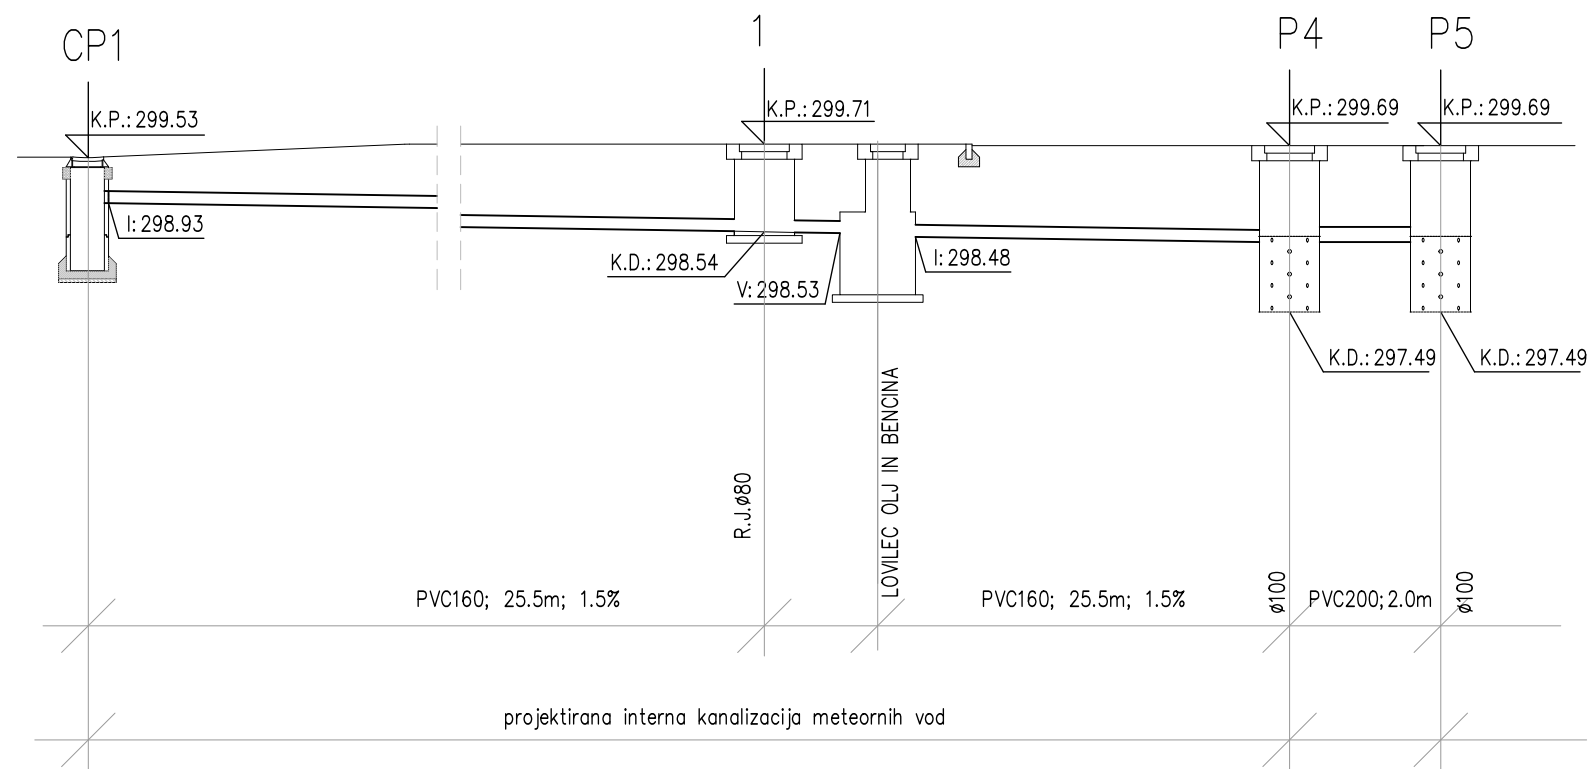 CP1
1
P4
P5
K.P.: 299.53
K.P.: 299.71
K.P.: 299.69
K.P.: 299.69
I: 298.93
K.D.: 298.54
V: 298.53
I: 298.48
K.D.: 297.49
K.D.: 297.49
R.J.ø80
LOVILEC OLJ IN BENCINA
ø100
ø100
PVC160; 25.5m; 1.5%
PVC160; 25.5m; 1.5%
PVC200; 2.0m
projektirana interna kanalizacija meteornih vod